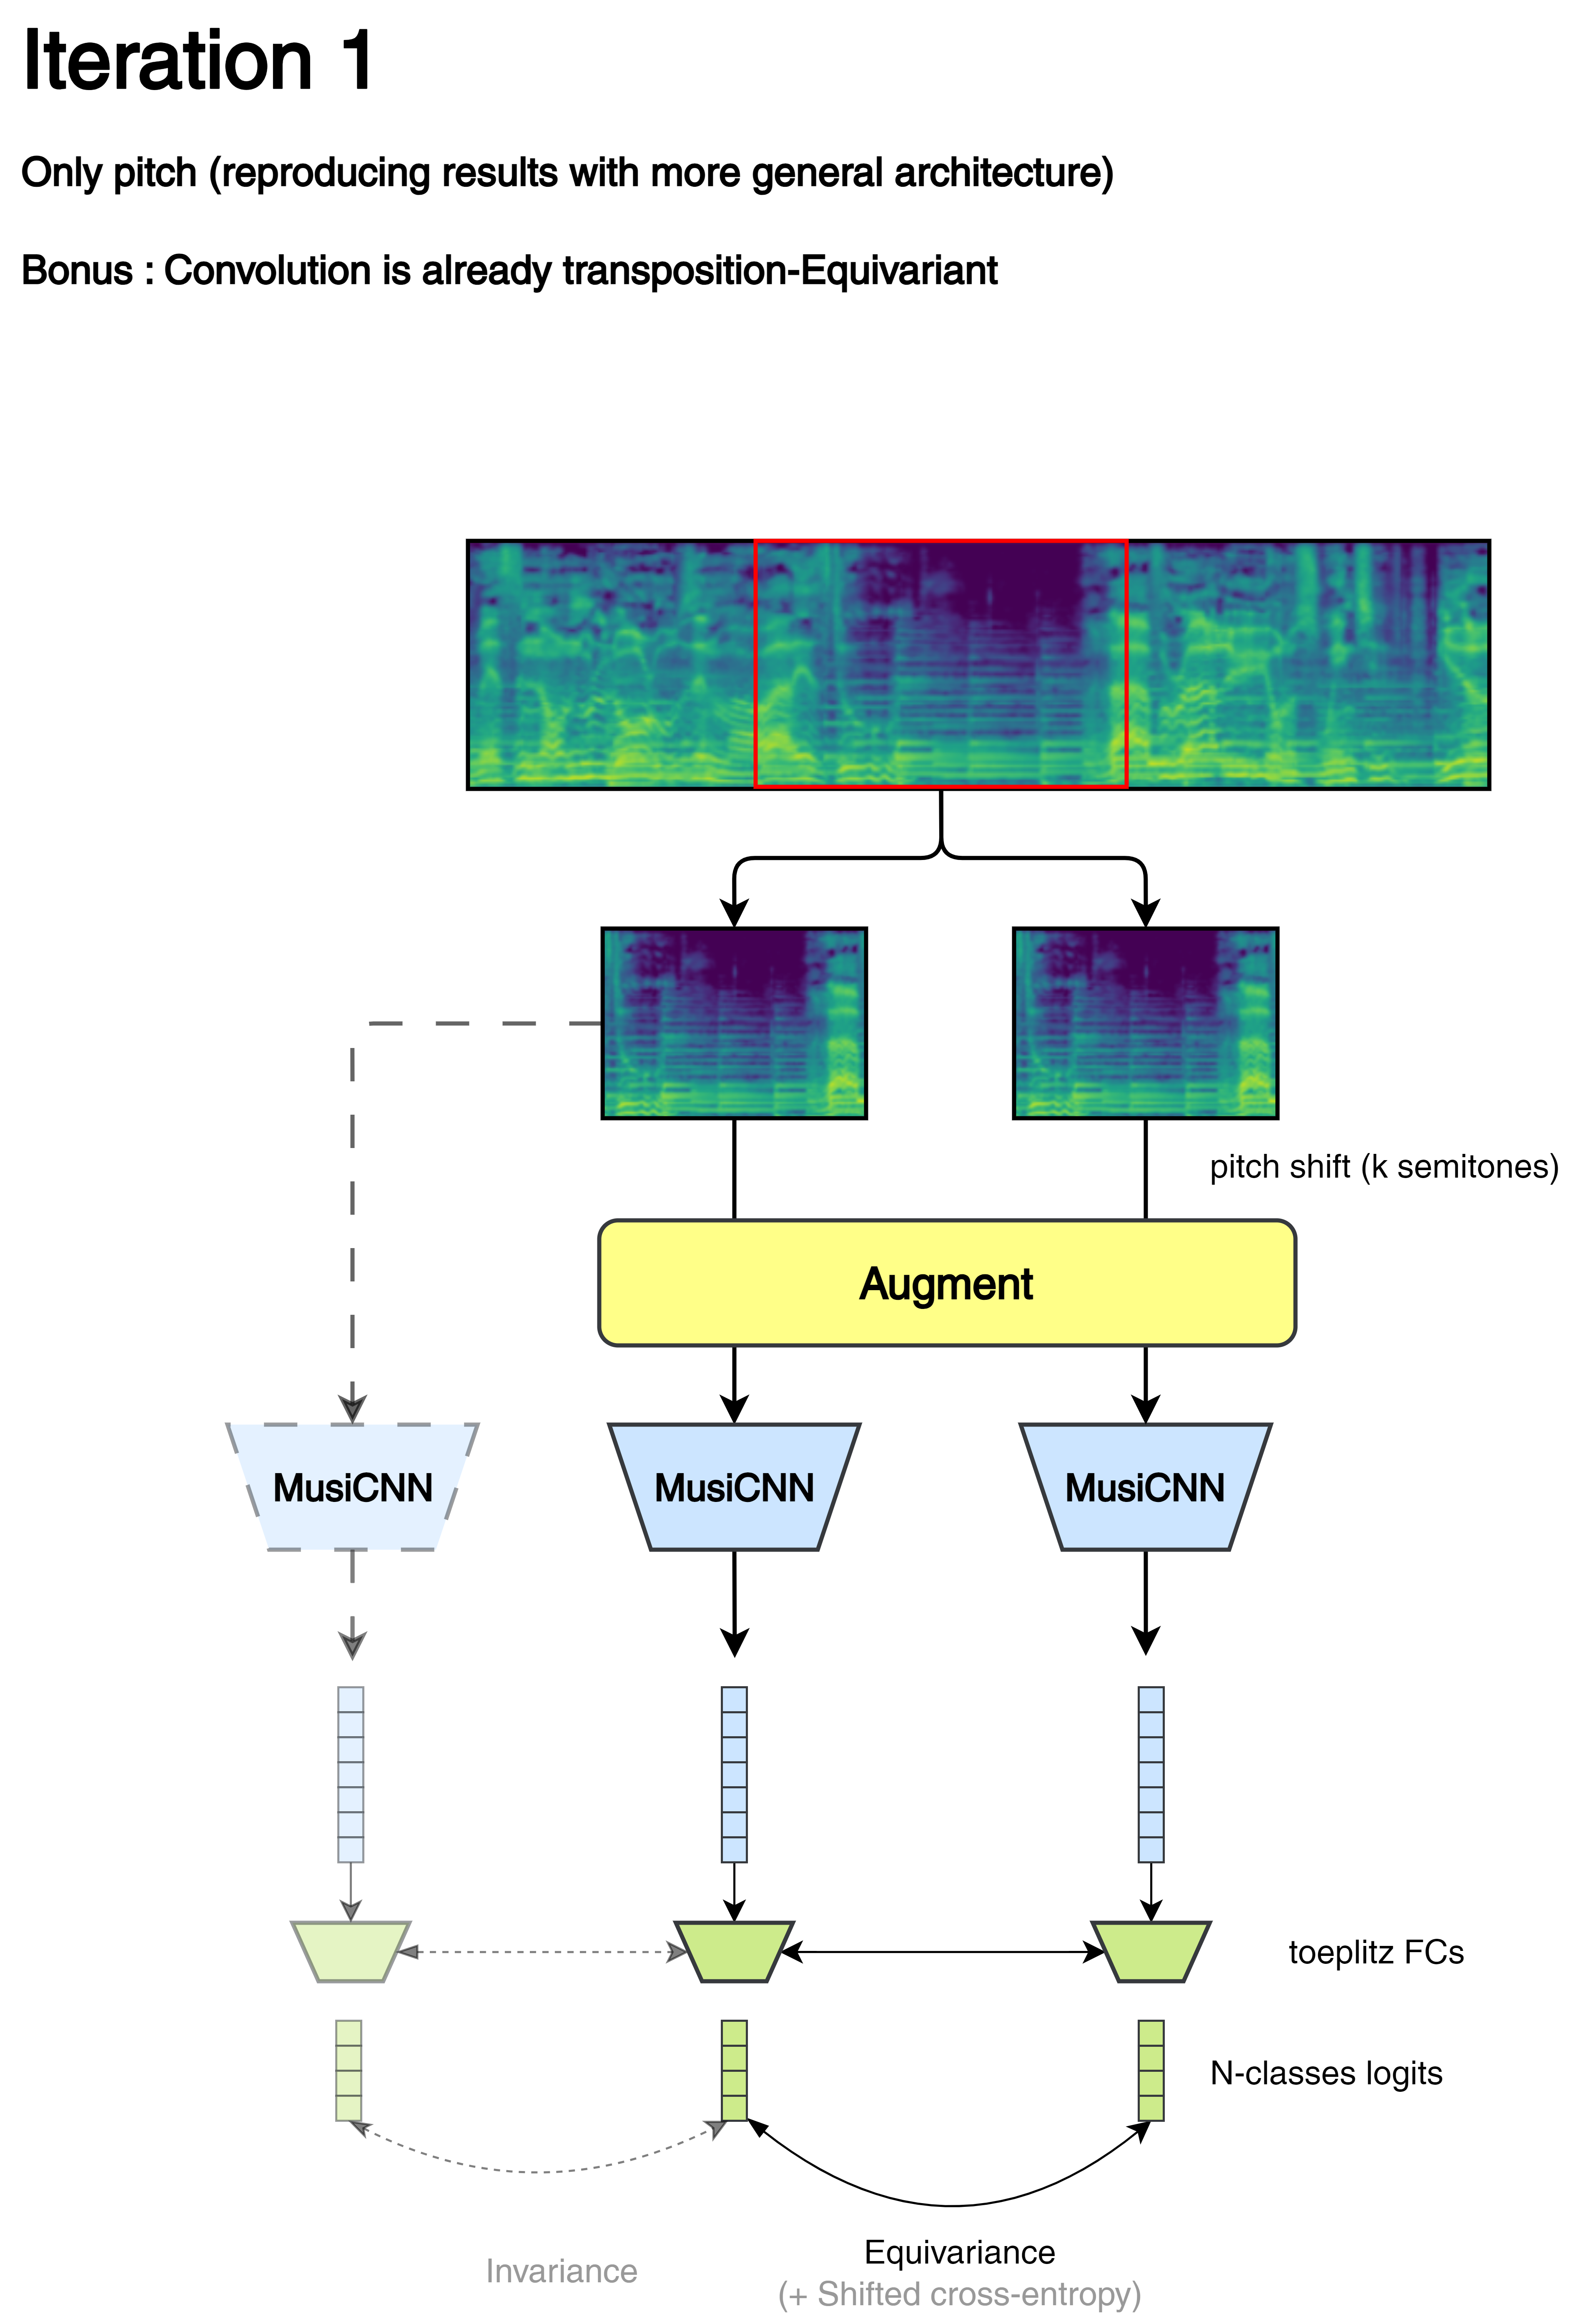 Iteration 1
Only pitch (reproducing results with more general architecture)
Bonus : Convolution is already transposition-Equivariant
pitch shift (k semitones)
Augment
MusiCNN
MusiCNN
MusiCNN
toeplitz FCs
N-classes logits
Invariance
Equivariance
(+ Shifted cross-entropy)